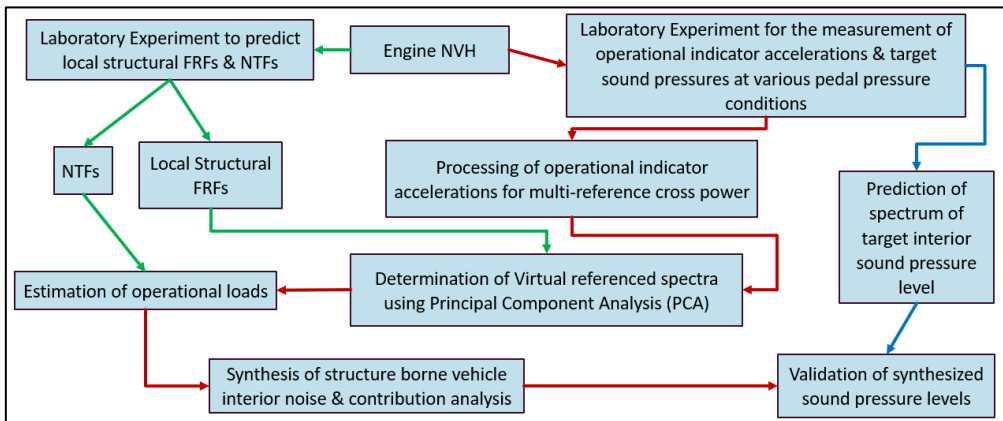 Laboratory Experiment to predict
local structural FRFs & NTFs
Engine NVH
Laboratory Experiment for the measurement
of operational indicator accelerations & target
sound pressures at various pedal pressure
conditions
NTFs
Local Structural
FRFs
Processing of operational indicator
accelerations for multi-reference cross power
Prediction of
spectrum of
target interior
sound pressure
level
Estimation of operational loads
Determination of Virtual referenced spectra
using Principal Component Analysis (PCA)
Synthesis of structure borne vehicle
interior noise & contribution analysis
Validation of synthesized
sound pressure levels